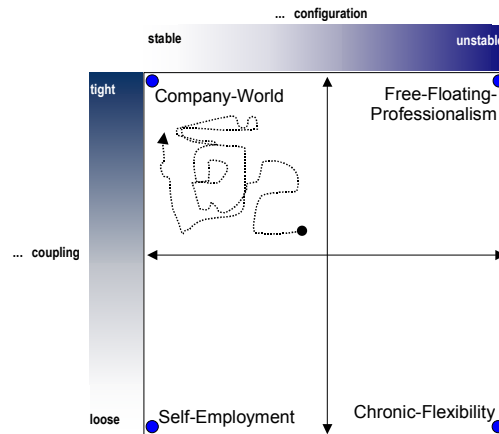 ... configuration
stable
unstable
tight
Company-World
Free-Floating-
Professionalism
... coupling
loose
Self-Employment
Chronic-Flexibility